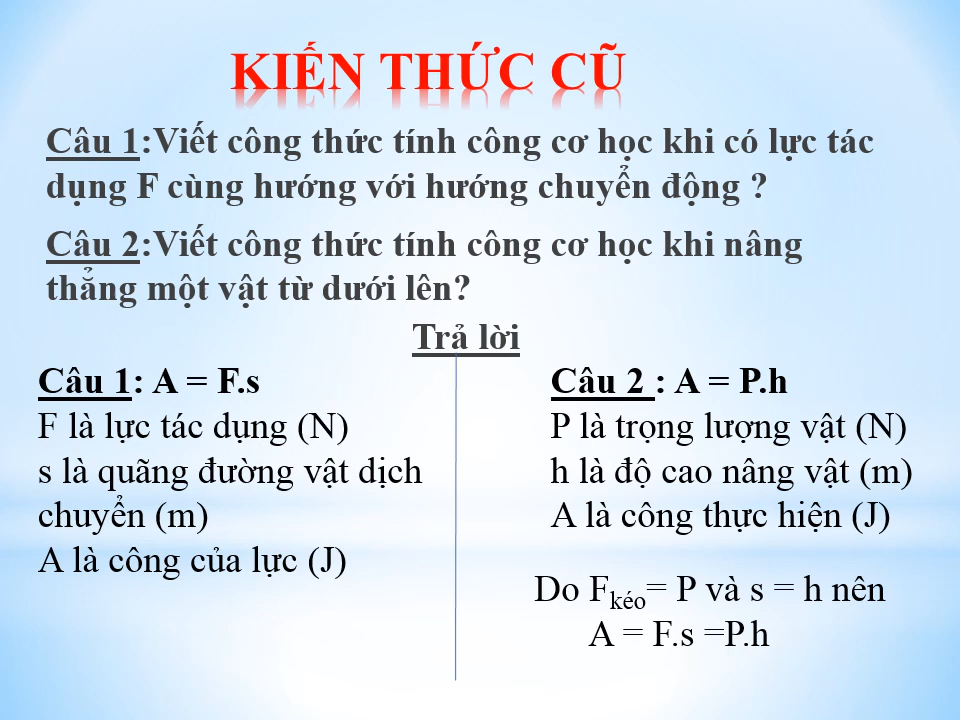 KIẾN THỨC CŨ
Câu 1:Viết công thức tính công cơ học khi có lực tác
dụng F cùng hướng với hướng chuyển động ?
Câu 2:Viết công thức tính công cơ học khi nâng
thẳng một vật từ dưới lên?
Trả lời
Câu 1: A = F.s
F là lực tác dụng (N)
s là quãng đường vật dịch
chuyển (m)
A là công của lực (J)
Câu 2 : A = P.h
P là trọng lượng vật (N)
h là độ cao nâng vật (m)
A là công thực hiện (J)
Do Fkéo= P và s = h nên
A = F.s =P.h